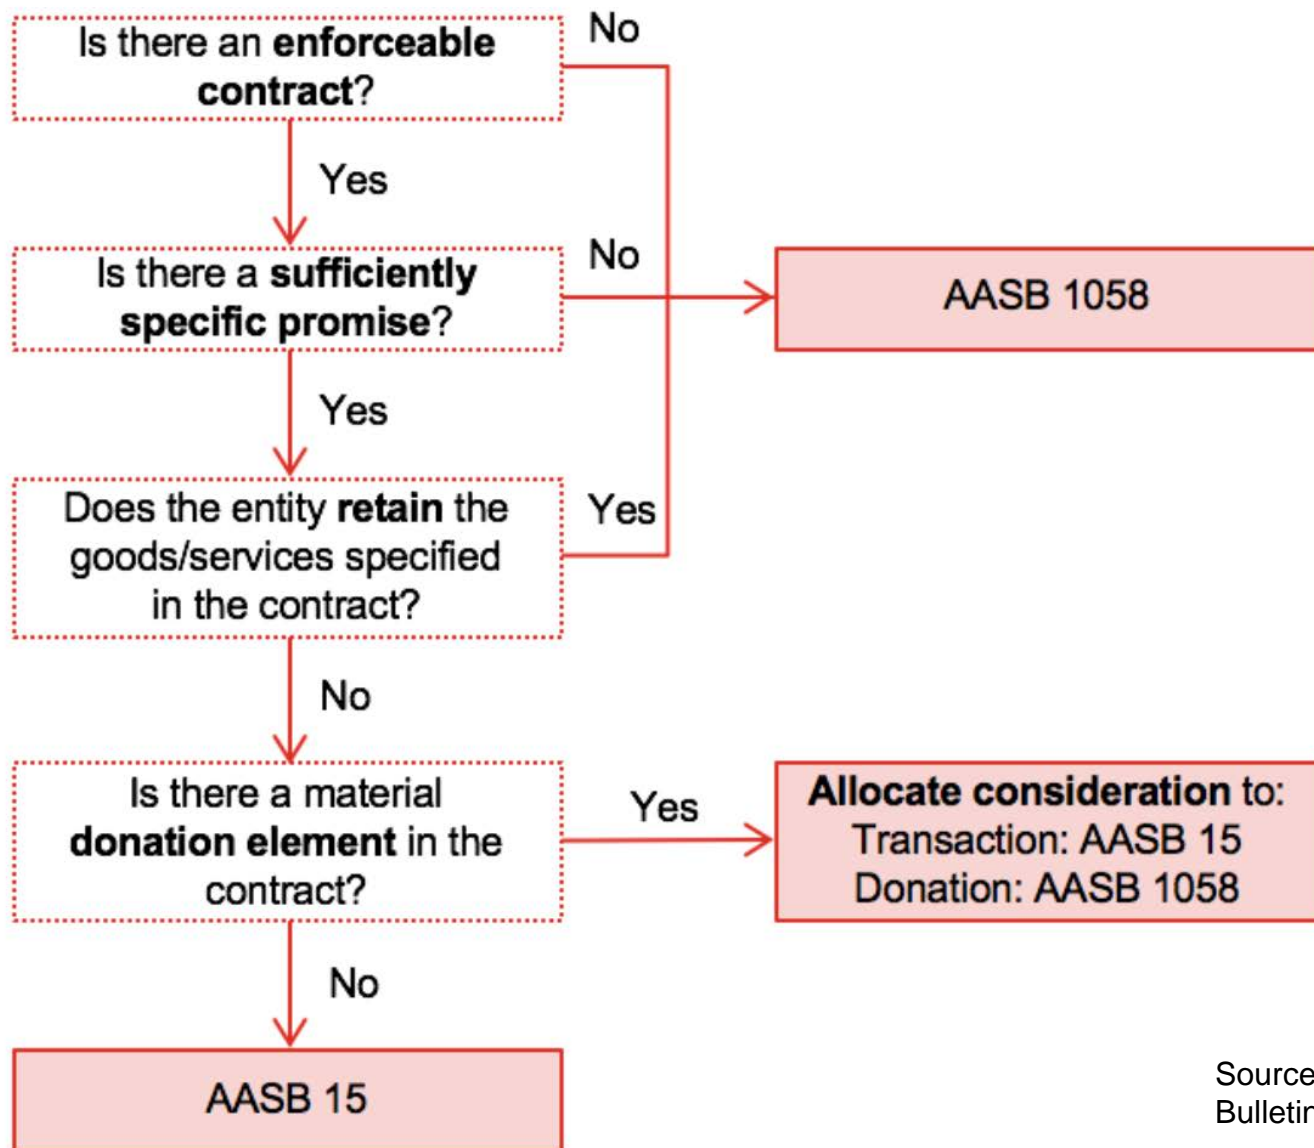 Is there an enforceable
contract?
No
Yes
Is there a sufficiently
specific promise?
No
AASB 1058
Yes
Does the entity retain the
goods/services specified
in the contract?
Yes
No
Is there a material
donation element in the
contract?
Yes
Allocate consideration to:
Transaction: AASB 15
Donation: AASB 1058
No
AASB 15
Source
Bulletin